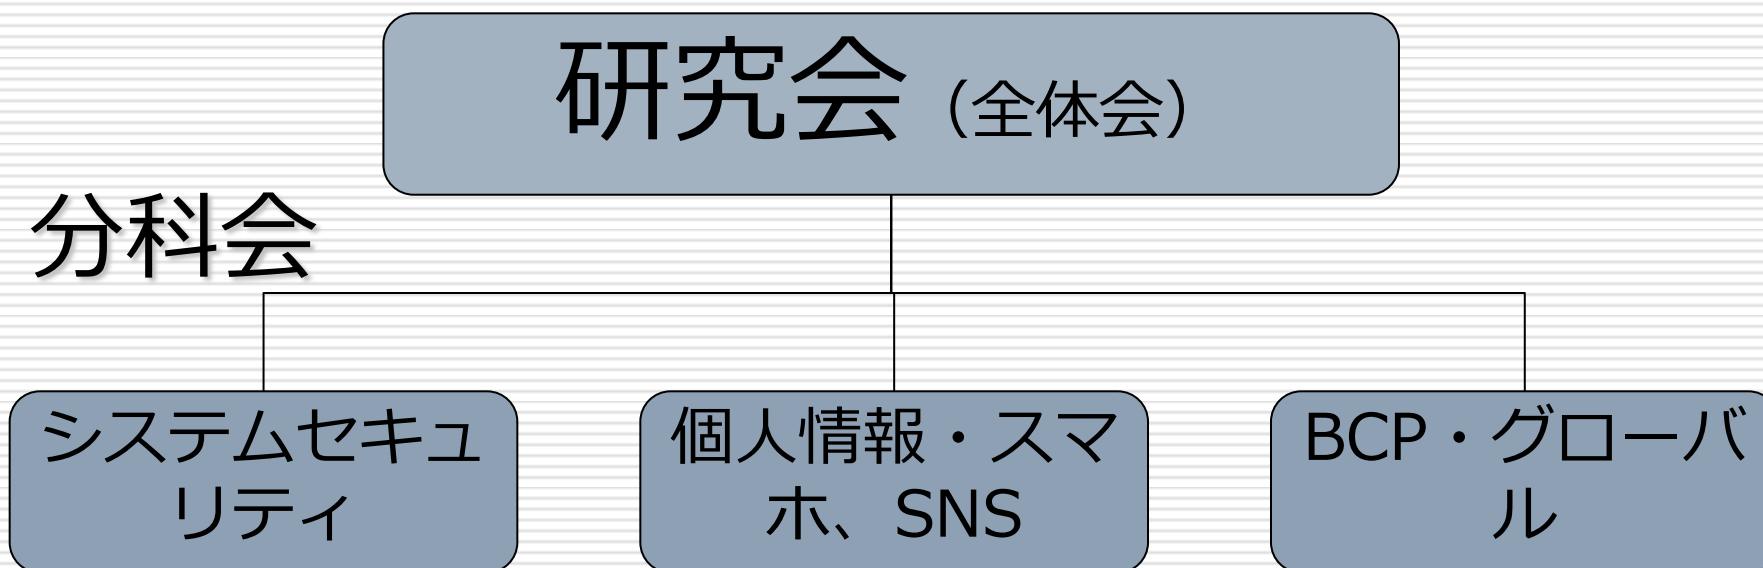 研究会（全体会）
分科会
システムセキュ
リティ
個人情報・スマ
ホ、SNS
BCP・グローバ
ル